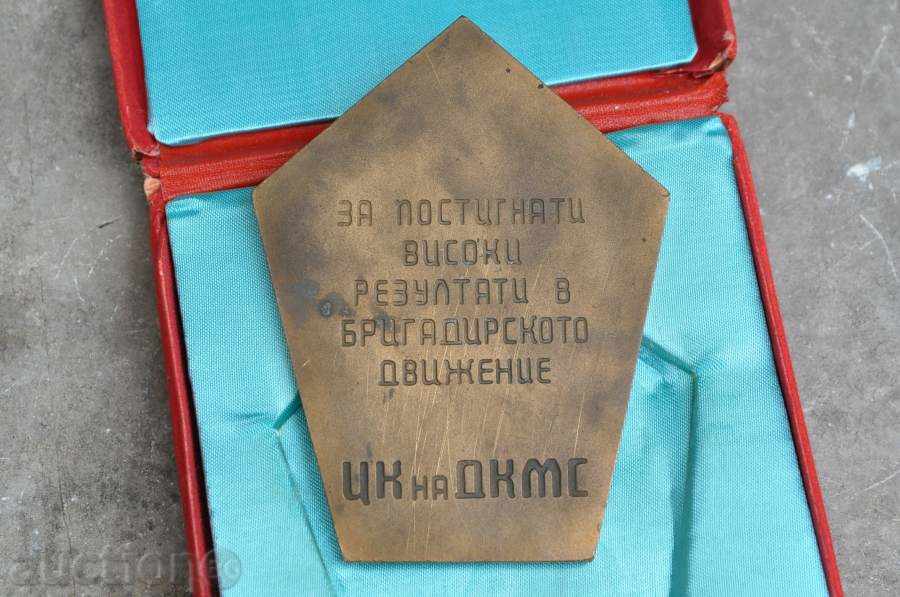 ЗА ПОСТИГНАТИ
ВИСОКИ
РЕЗУЛТАТИ В
БРИГАДИРСКОТО
ДВИЖЕНИЕ
ЦК на ДКМС